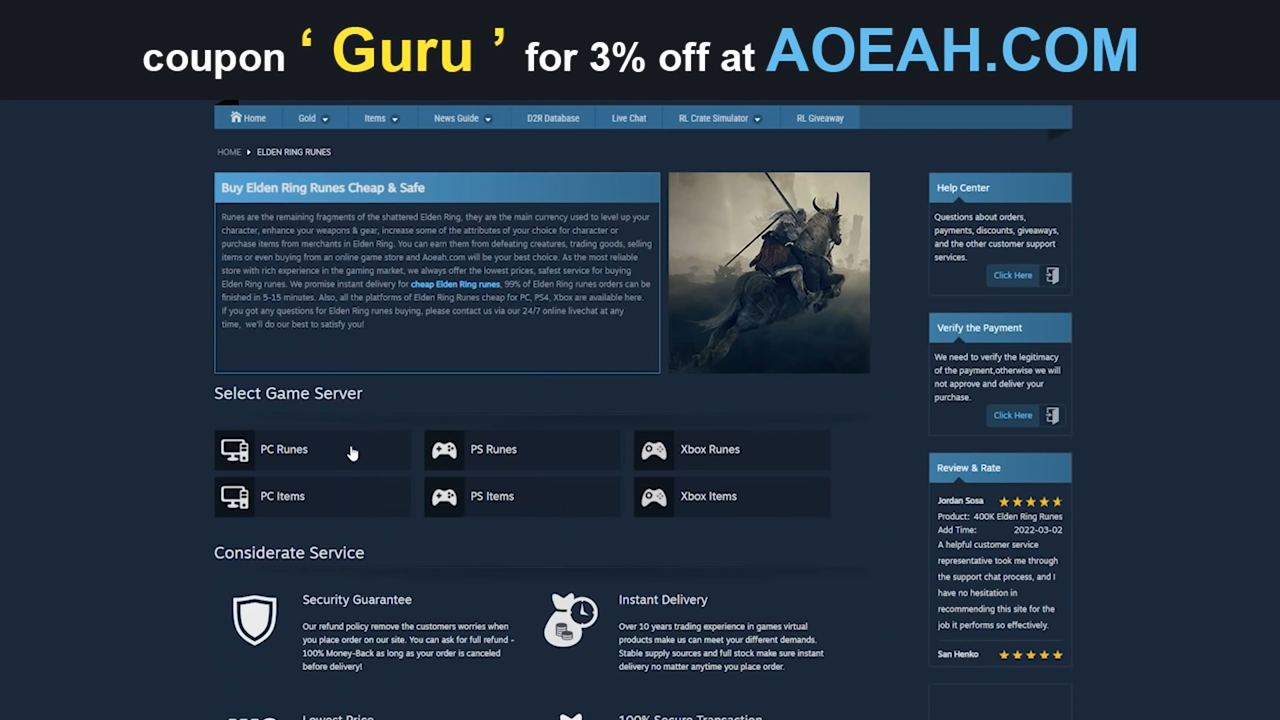 coupon ‘ Guru ’ for 3% off at AOEAH.COM
Home Gold Items News Guide D2R Database Live Chat RL Crate Simulator RL Giveaway
HOME ELDEN RING RUNES
Buy Elden Ring Runes Cheap & Safe
Runes are the remaining fragments of the shattered Elden Ring, they are the main currency used to level up your
character, enhance your weapons & gear, increase some of the attributes of your choice for character or
purchase items from merchants in Elden Ring. You can earn them from defeating creatures, trading goods, selling
items or even buying from an online game store and Aoeah.com will be your best choice. As the most reliable
store with rich experience in the gaming market, we always offer the lowest prices, safest service for buying
Elden Ring runes. We promise instant delivery for cheap Elden Ring runes, 99% of Elden Ring runes orders can be
finished in 5-15 minutes. Also, all the platforms of Elden Ring Runes cheap for PC, PS4, Xbox are available here.
If you got any questions for Elden Ring runes buying, please contact us via our 24/7 online livechat at any
time, we'll do our best to satisfy you!
Help Center
Questions about orders,
payments, discounts, giveaways,
and the other customer support
services.
Click Here
Verify the Payment
We need to verify the legitimacy
of the payment,otherwise we will
not approve and deliver your
purchase.
Click Here
Review & Rate
Jordan Sosa
Product: 400K Elden Ring Runes
Add Time: 2022-03-02
A helpful customer service
representative took me through
the support chat process, and I
have no hesitation in
recommending this site for the
job it performs so effectively.
San Henko
Select Game Server
PC Runes PS Runes Xbox Runes
PC Items PS Items Xbox Items
Considerate Service
Security Guarantee
Our refund policy remove the customers worries when
you place order on our site. You can ask for full refund -
100% Money-Back as long as your order is canceled
before delivery!
Instant Delivery
Over 10 years trading experience in games virtual
products make us can meet your different demands.
Stable supply sources and full stock make sure instant
delivery no matter anytime you place order.
Lowest Price
100% Secure Transaction